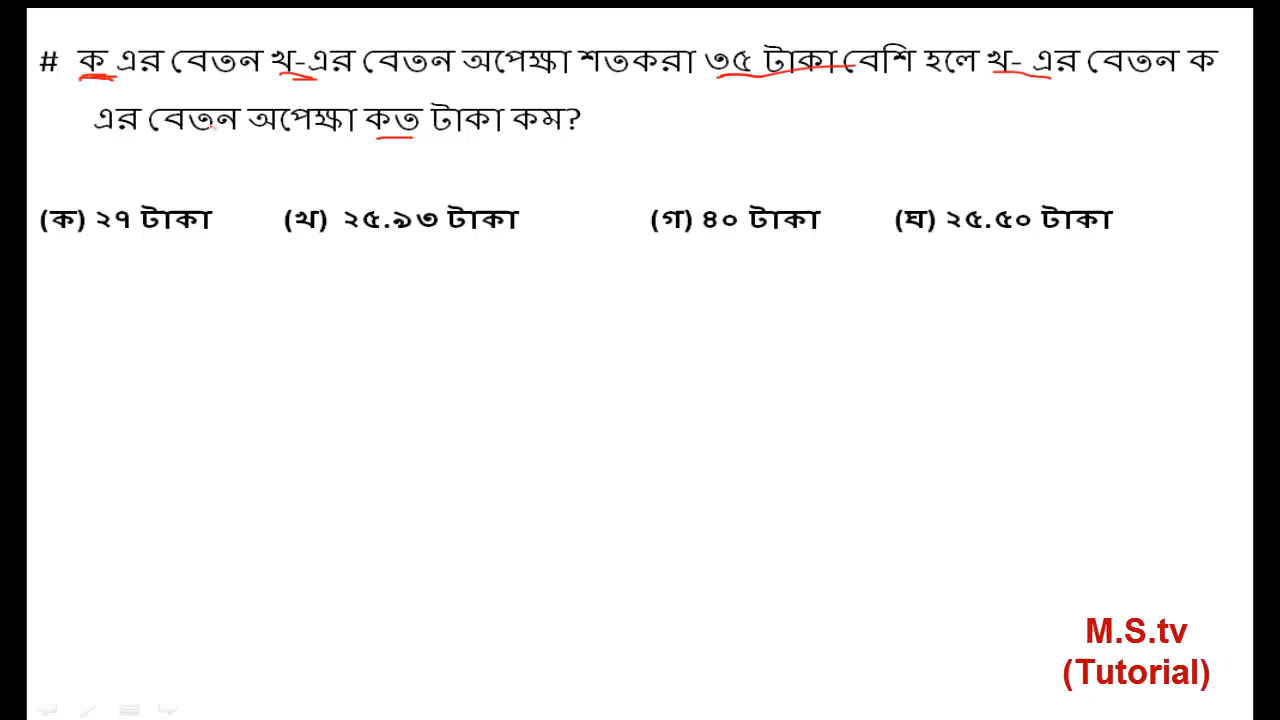 # ক এর বেতন খ-এর বেতন অপেক্ষা শতকরা ৩৫ টাকা বেশি হলে খ- এর বেতন ক
এর বেতন অপেক্ষা কত টাকা কম?
(ক) ২৭ টাকা (খ) ২৫.৯৩ টাকা (গ) ৪০ টাকা (ঘ) ২৫.৫০ টাকা
M.S.tv
(Tutorial)